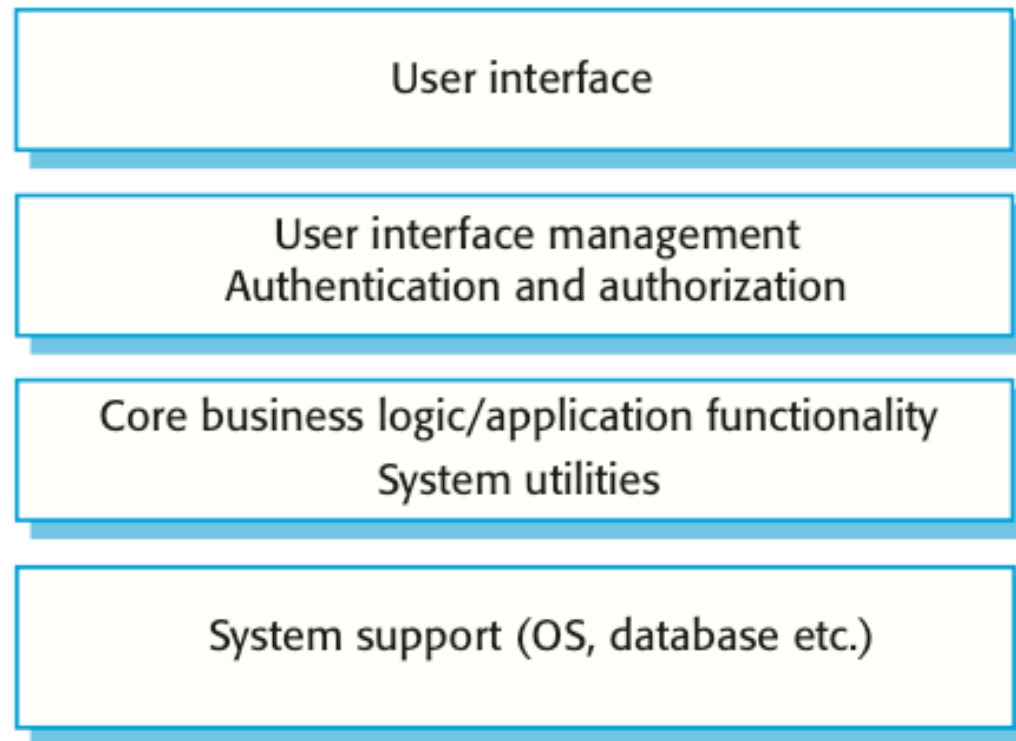 User interface
User interface management
Authentication and authorization
Core business logic/application functionality
System utilities
System support (OS, database etc.)